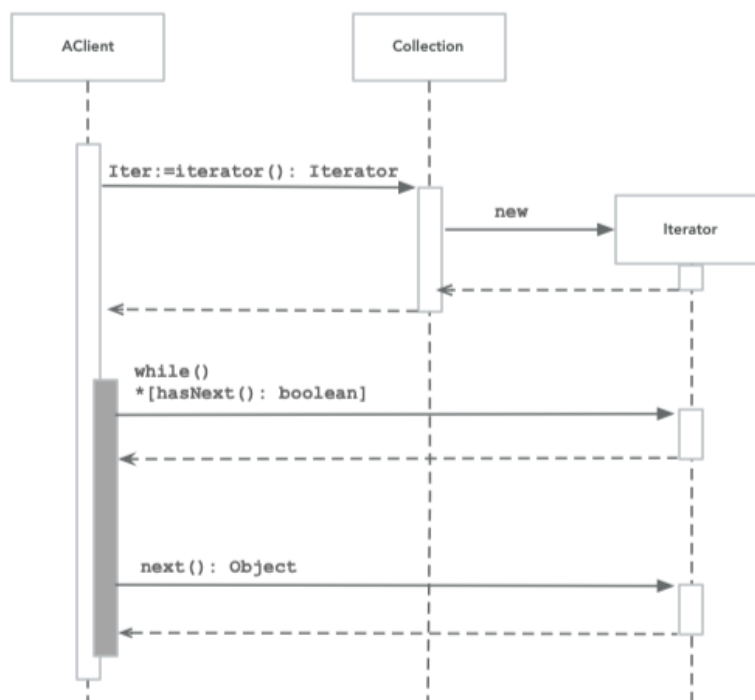 AClient
Collection
Iter:=iterator(): Iterator
new
Iterator
while()
*[hasNext(): boolean]
next(): Object